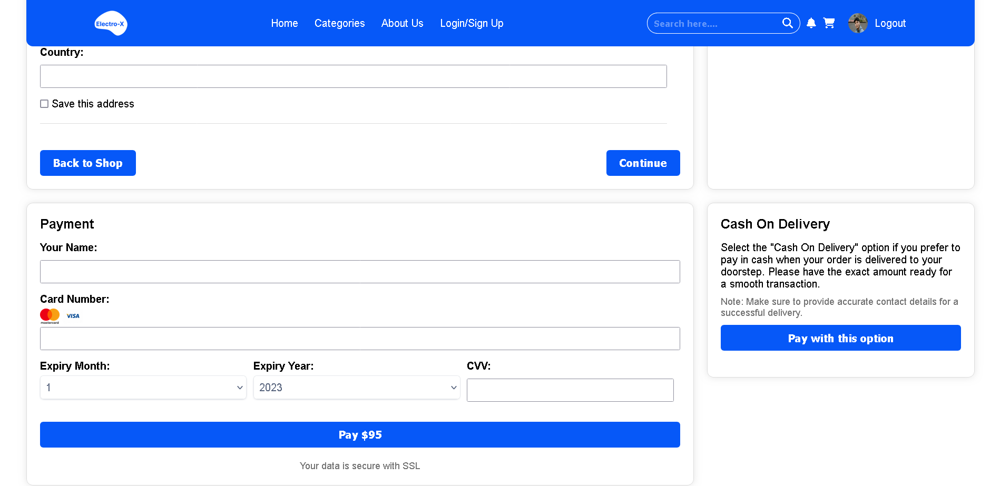 Electro-X
Home Categories About Us Login/Sign Up
Search here....
Logout
Country:
Save this address
Back to Shop
Continue
Payment
Your Name:
Card Number:
mastercard VISA
Expiry Month: Expiry Year: CVV:
1 2023
Pay $95
Your data is secure with SSL
Cash On Delivery
Select the "Cash On Delivery" option if you prefer to
pay in cash when your order is delivered to your
doorstep. Please have the exact amount ready for
a smooth transaction.
Note: Make sure to provide accurate contact details for a
successful delivery.
Pay with this option